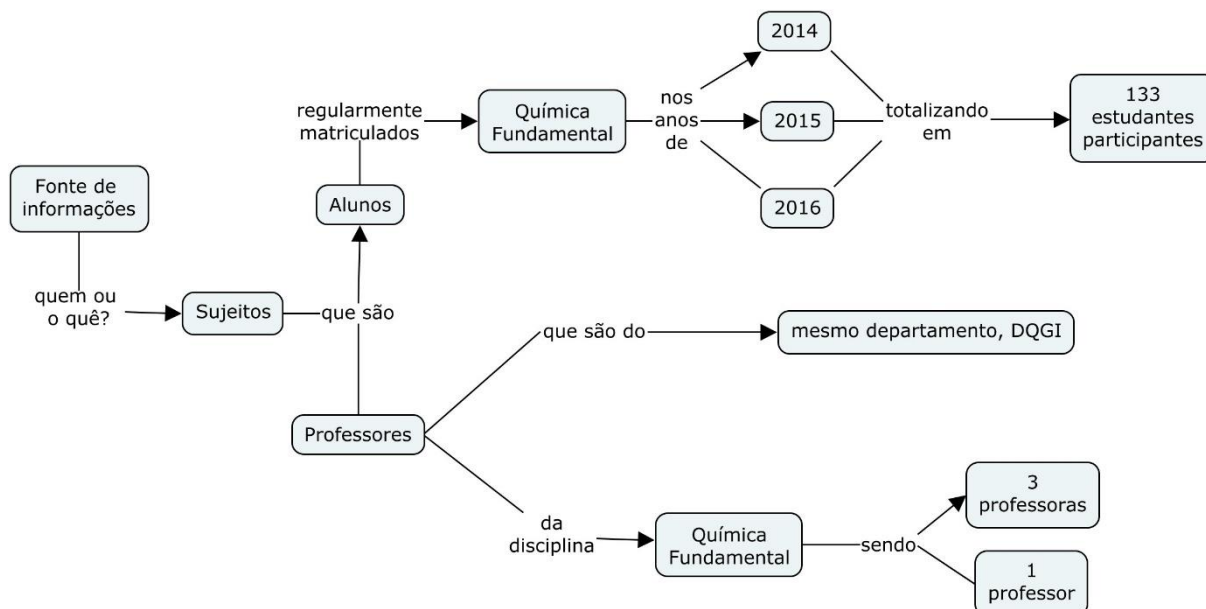 Fonte de
informações
quem ou
o quê?
Sujeitos
que são
Alunos
regularmente
matriculados
Química
Fundamental
nos
anos
de
2014
2015
2016
totalizando
em
133
estudantes
participantes
Professores
que são do
mesmo departamento, DQGI
da
disciplina
Química
Fundamental
sendo
3
professoras
1
professor